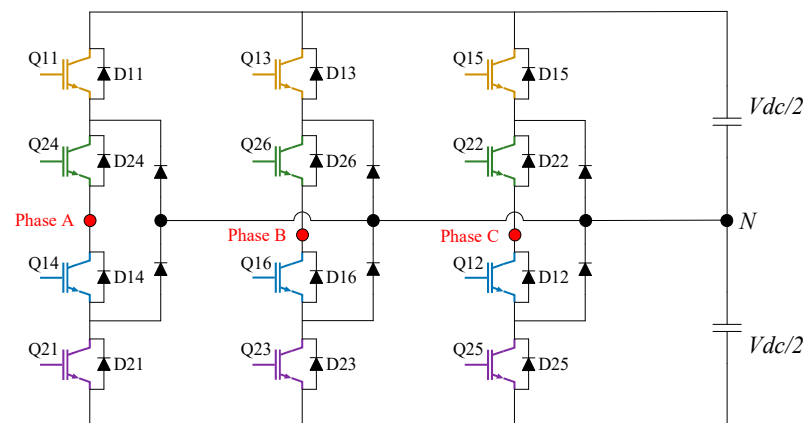 Q11 D11 Q13 D13 Q15 D15
Vdc/2
Q24 D24 Q26 D26 Q22 D22
Phase A Phase B Phase C N
Q14 D14 Q16 D16 Q12 D12
Vdc/2
Q21 D21 Q23 D23 Q25 D25